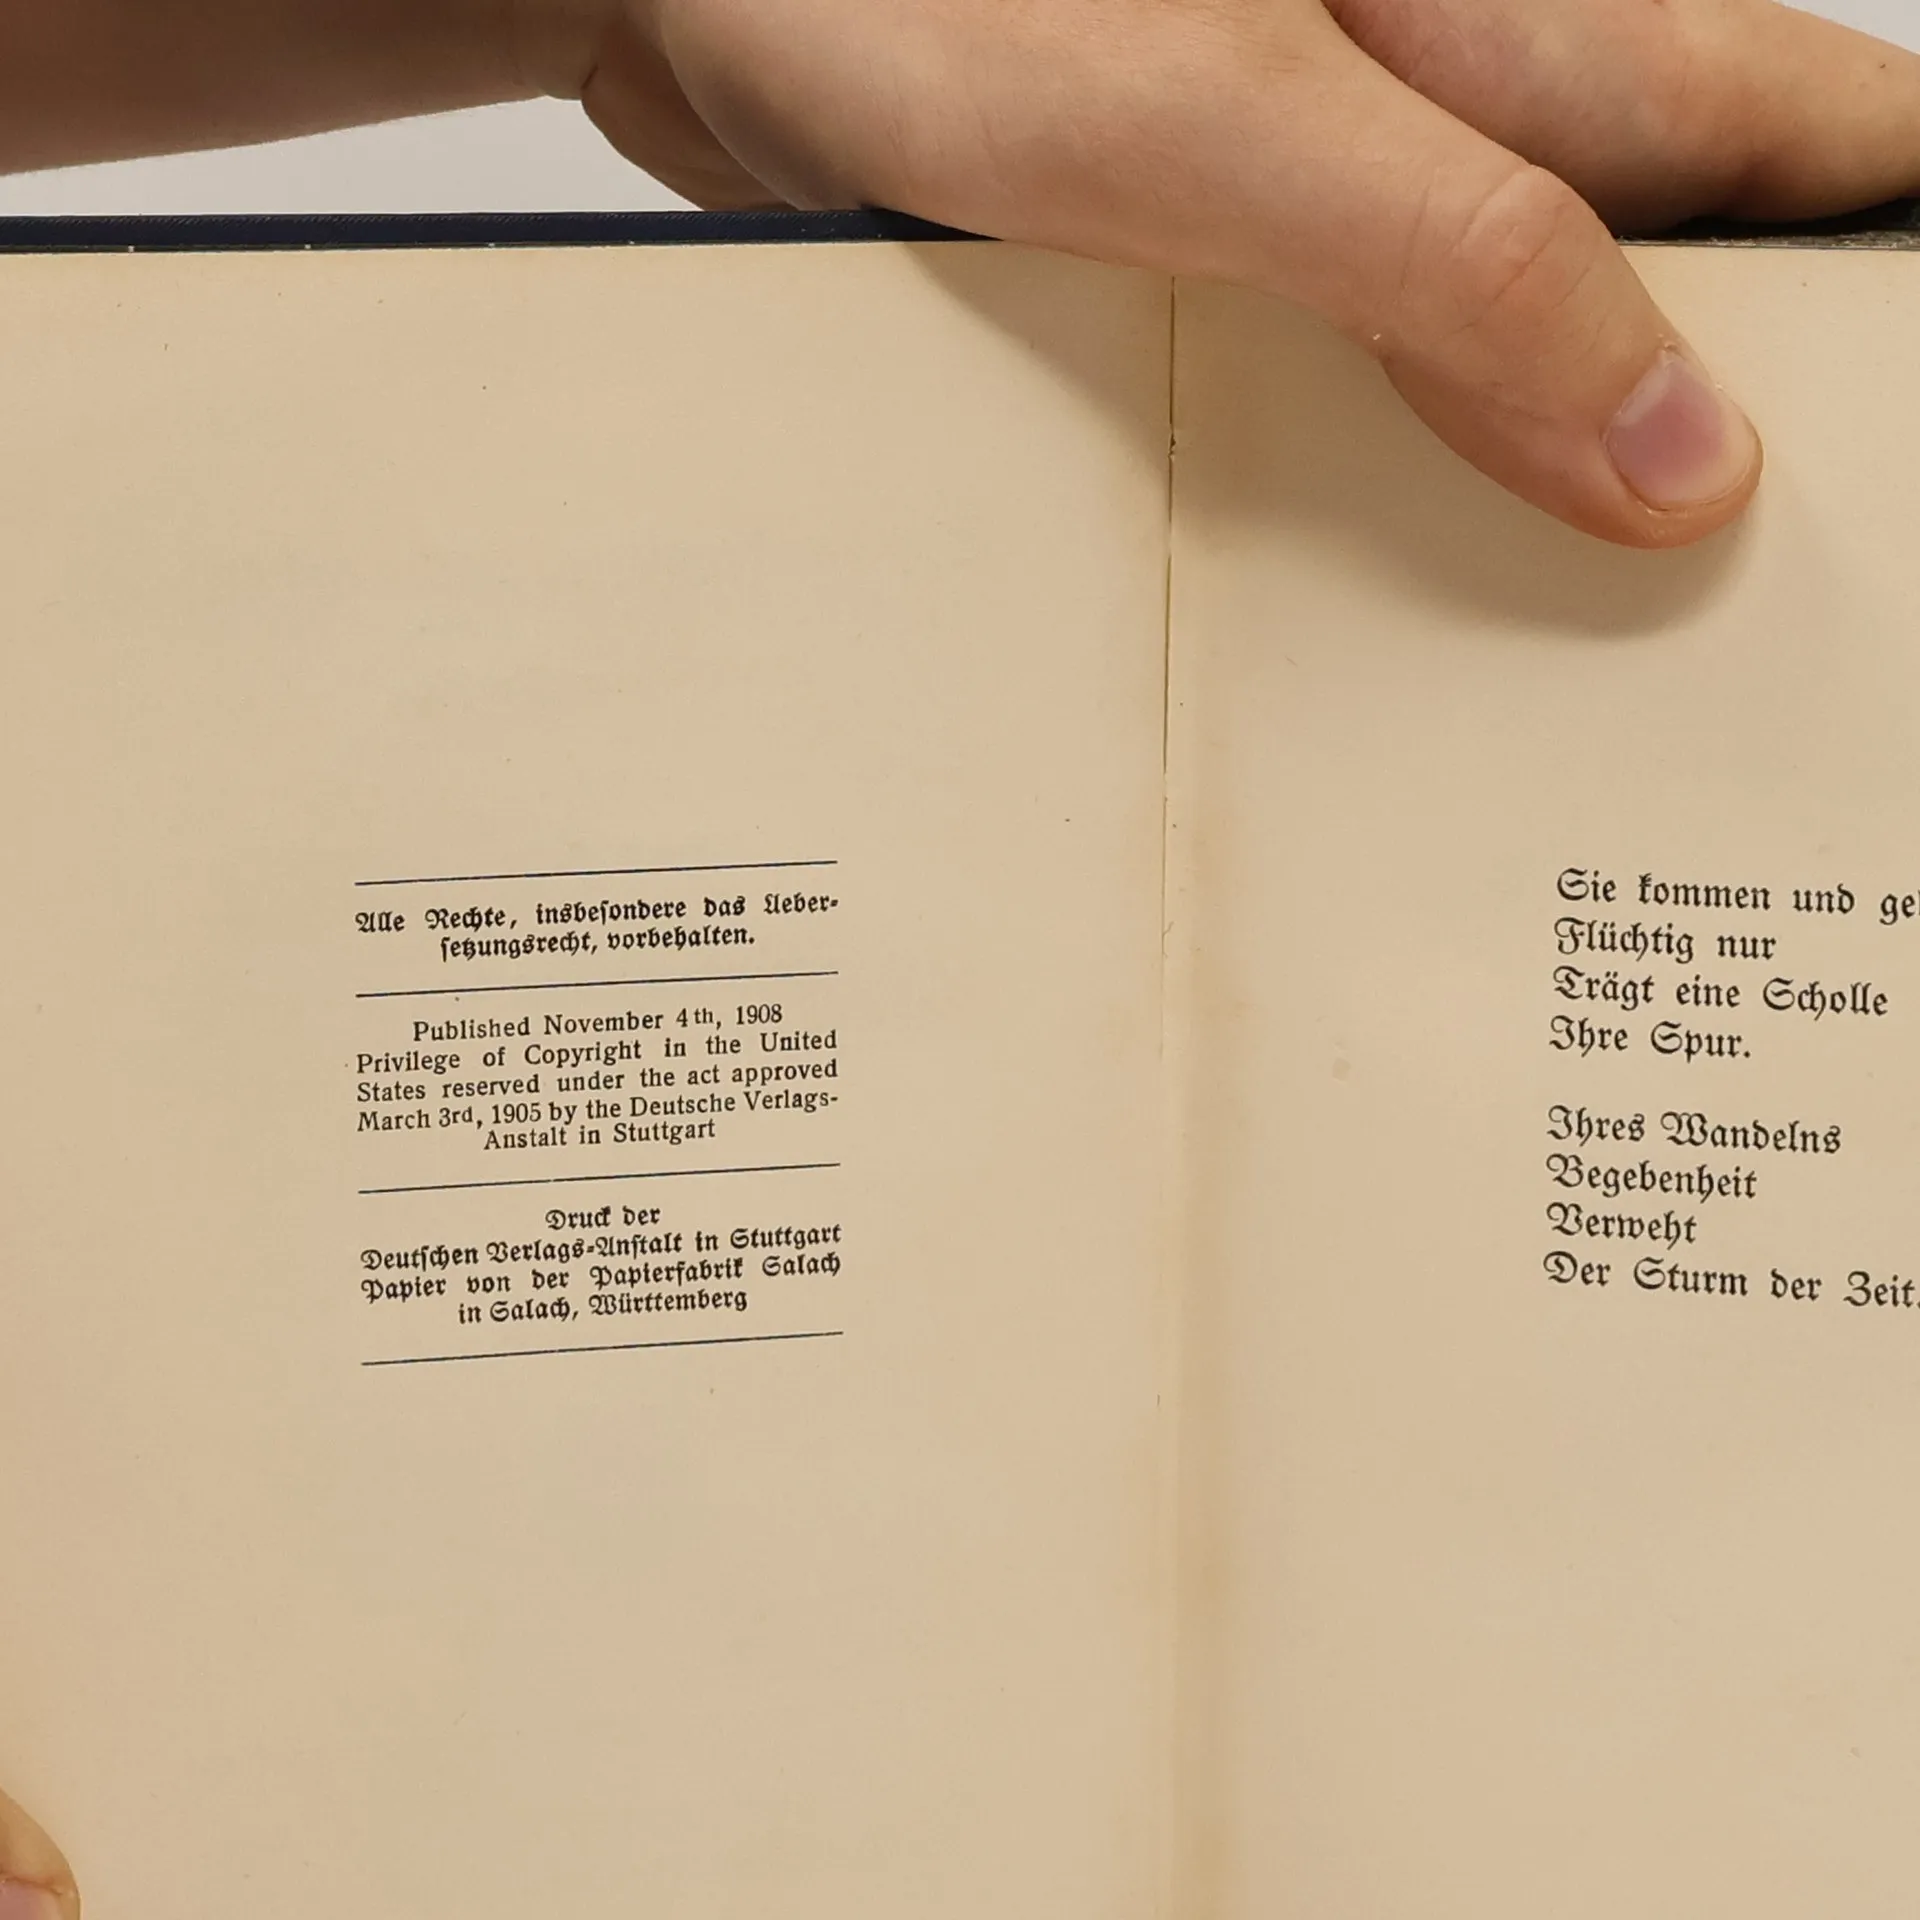 Alle Rechte, insbesondere das Ueber-
setzungsrecht, vorbehalten.
Published November 4th, 1908
Privilege of Copyright in the United
States reserved under the act approved
March 3rd, 1905 by the Deutsche Verlags-
Anstalt in Stuttgart
Druck der
Deutschen Verlags-Anstalt in Stuttgart
Papier von der Papierfabrik Salach
in Salach, Württemberg
Sie kommen und
Flüchtig nur
Trägt eine Scholle
Ihre Spur.
Ihres Wandelns
Begebenheit
Verweht
Der Sturm der Zeit.